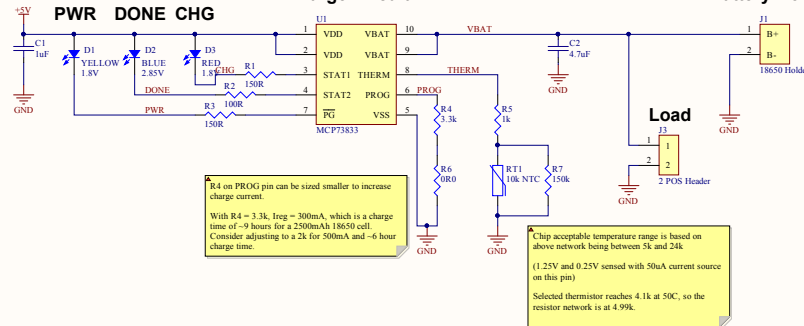 +5V
PWR DONE CHG
C1
1uF
GND
D1
YELLOW
1.8V
D2
BLUE
2.85V
D3
RED
1.8V
CHG
R1
150R
DONE
R2
100R
PWR
R3
150R
U1
1 VDD VBAT 10
2 VDD VBAT 9
3 STAT1 THERM 8
4 STAT2 PROG 6
7 PG VSS 5
MCP73833
VBAT
THERM
PROG
R4
3.3k
R6
0R0
GND
R5
1k
RT1
10k NTC
R7
150k
GND
C2
4.7uF
GND
J1
1 B+
2 B-
18650 Holde
GND
Load
J3
1 1
2 2
2 POS Header
GND
R4 on PROG pin can be sized smaller to increase
charge current.
With R4 = 3.3k, Ireg = 300mA, which is a charge
time of ~9 hours for a 2500mAh 18650 cell.
Consider adjusting to a 2k for 500mA and ~6 hour
charge time.
Chip acceptable temperature range is based on
above network being between 5k and 24k
(1.25V and 0.25V sensed with 50uA current source
on this pin)
Selected thermistor reaches 4.1k at 50C, so the
resistor network is at 4.99k.